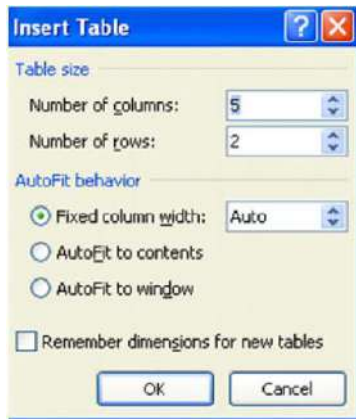 Insert Table ?
Table size
Number of columns: 5
Number of rows: 2
AutoFit behavior
Fixed column width: Auto
AutoFit to contents
AutoFit to window
Remember dimensions for new tables
OK Cancel